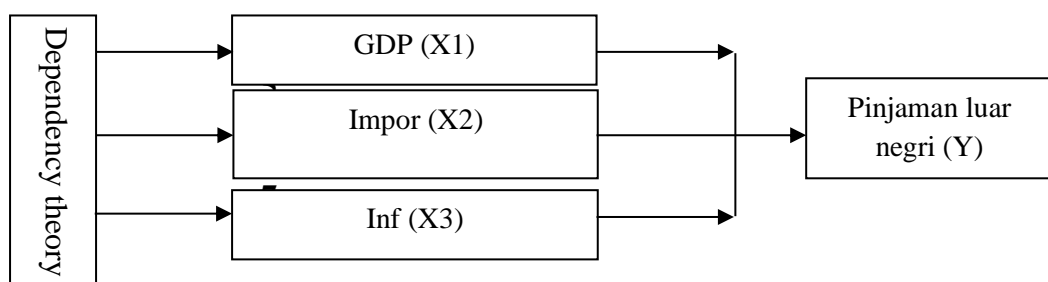 Dependency theory
GDP (X1)
Impor (X2)
Inf (X3)
Pinjaman luar
negri (Y)